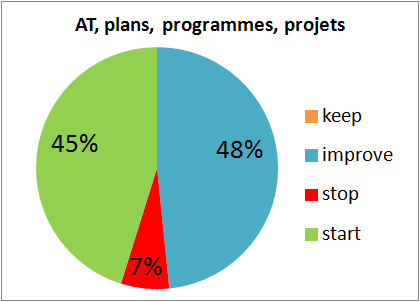 AT, plans, programmes, projets
45%
48%
7%
keep
improve
stop
start